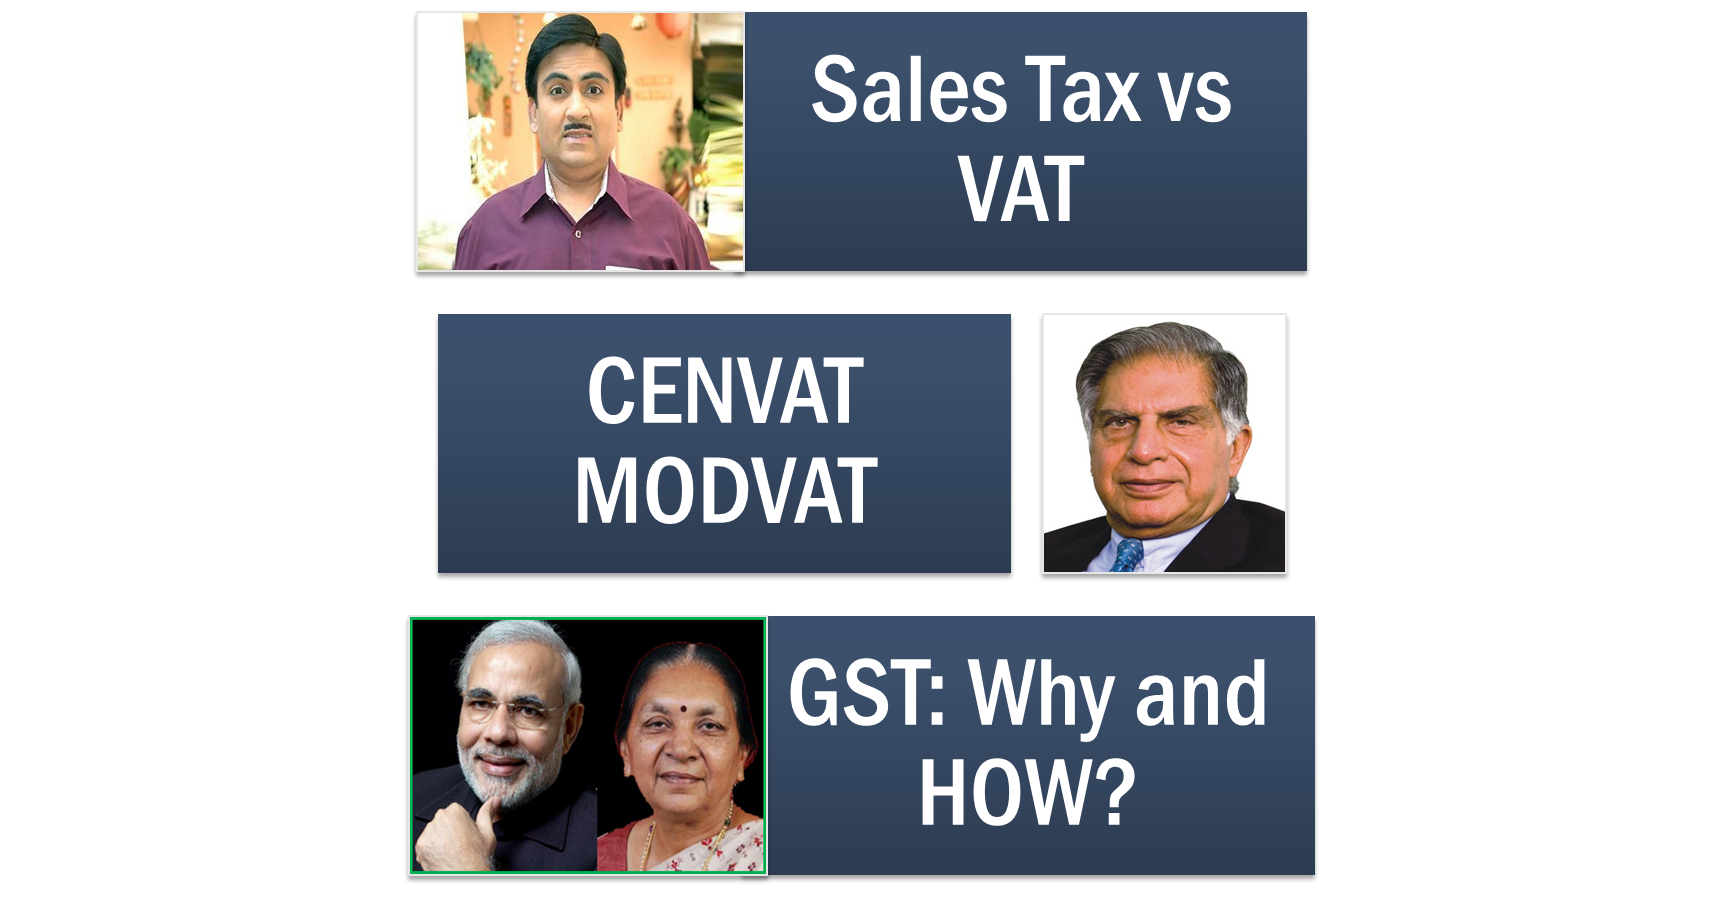 Sales Tax vs
VAT
CENVAT
MODVAT
GST: Why and
HOW?